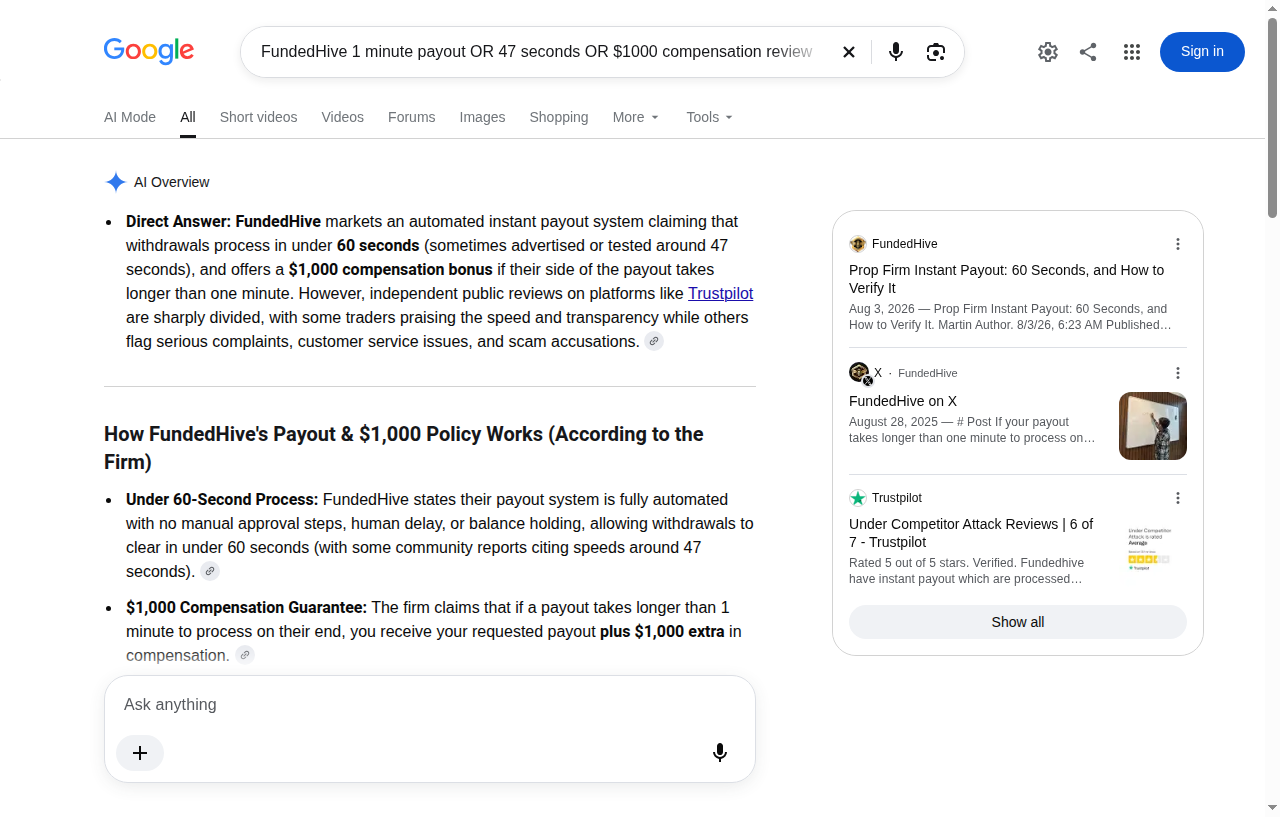 Google
FundedHive 1 minute payout OR 47 seconds OR $1000 compensation review
Sign in
AI Mode
All
Short videos
Videos
Forums
Images
Shopping
More
Tools
AI Overview
Direct Answer: FundedHive markets an automated instant payout system claiming that
withdrawals process in under 60 seconds (sometimes advertised or tested around 47
seconds), and offers a $1,000 compensation bonus if their side of the payout takes
longer than one minute. However, independent public reviews on platforms like Trustpilot
are sharply divided, with some traders praising the speed and transparency while others
flag serious complaints, customer service issues, and scam accusations.
How FundedHive's Payout & $1,000 Policy Works (According to the
Firm)
Under 60-Second Process: FundedHive states their payout system is fully automated
with no manual approval steps, human delay, or balance holding, allowing withdrawals to
clear in under 60 seconds (with some community reports citing speeds around 47
seconds).
$1,000 Compensation Guarantee: The firm claims that if a payout takes longer than 1
minute to process on their end, you receive your requested payout plus $1,000 extra in
compensation.
Ask anything
FundedHive
Prop Firm Instant Payout: 60 Seconds, and How to
Verify It
Aug 3, 2026 — Prop Firm Instant Payout: 60 Seconds, and
How to Verify It. Martin Author. 8/3/26, 6:23 AM Published…
X · FundedHive
FundedHive on X
August 28, 2025 — # Post If your payout
takes longer than one minute to process on…
Trustpilot
Under Competitor Attack Reviews | 6 of
7 - Trustpilot
Rated 5 out of 5 stars. Verified. Fundedhive
have instant payout which are processed…
Under Competitor
Attack is rated
Average
Trustpilot
Show all